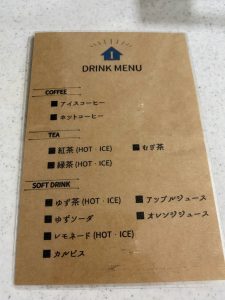 DRINK MENU
COFFEE
■ アイスコーヒー
■ ホットコーヒー
TEA
■ 紅茶 (HOT · ICE) ■ むぎ茶
■ 緑茶 (HOT · ICE)
SOFT DRINK
■ ゆず茶 (HOT · ICE) ■ アップルジュース
■ ゆずソーダ ■ オレンジジュース
■ レモネード (HOT · ICE)
■ カルピス